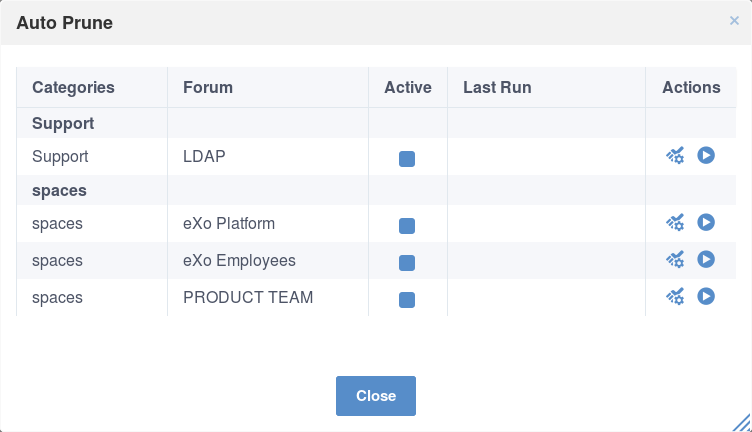 Auto Prune
×
Categories Forum Active Last Run Actions
Support
Support LDAP
spaces
spaces eXo Platform
spaces eXo Employees
spaces PRODUCT TEAM
Close